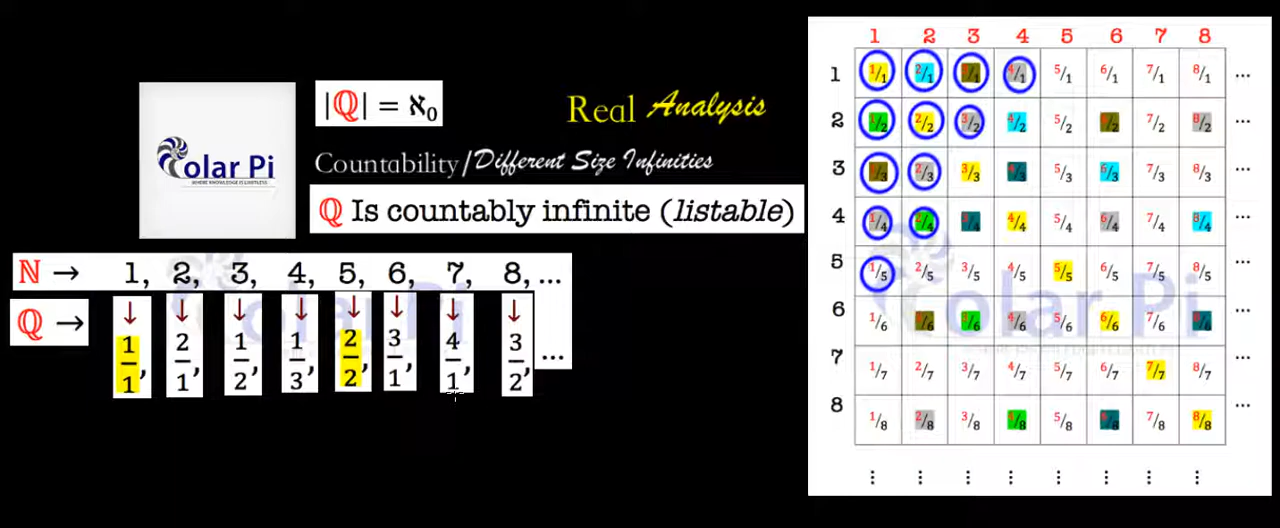 |ℚ| = ℵ₀
Real Analysis
olar Pi
WHERE KNOWLEDGE IS LIMITLESS
Countability/Different Size Infinities
ℚ Is countably infinite (listable)
ℕ → 1, 2, 3, 4, 5, 6, 7, 8, ...
↓ ↓ ↓ ↓ ↓ ↓ ↓ ↓
ℚ → 1/1, 2/1, 1/2, 1/3, 2/2, 3/1, 4/1, 3/2, ...
1 2 3 4 5 6 7 8
1 1/1 2/1 3/1 4/1 5/1 6/1 7/1 8/1 ...
2 1/2 2/2 3/2 4/2 5/2 6/2 7/2 8/2 ...
3 1/3 2/3 3/3 4/3 5/3 6/3 7/3 8/3 ...
4 1/4 2/4 3/4 4/4 5/4 6/4 7/4 8/4 ...
5 1/5 2/5 3/5 4/5 5/5 6/5 7/5 8/5 ...
6 1/6 2/6 3/6 4/6 5/6 6/6 7/6 8/6 ...
7 1/7 2/7 3/7 4/7 5/7 6/7 7/7 8/7 ...
8 1/8 2/8 3/8 4/8 5/8 6/8 7/8 8/8 ...
⋮ ⋮ ⋮ ⋮ ⋮ ⋮ ⋮ ⋮